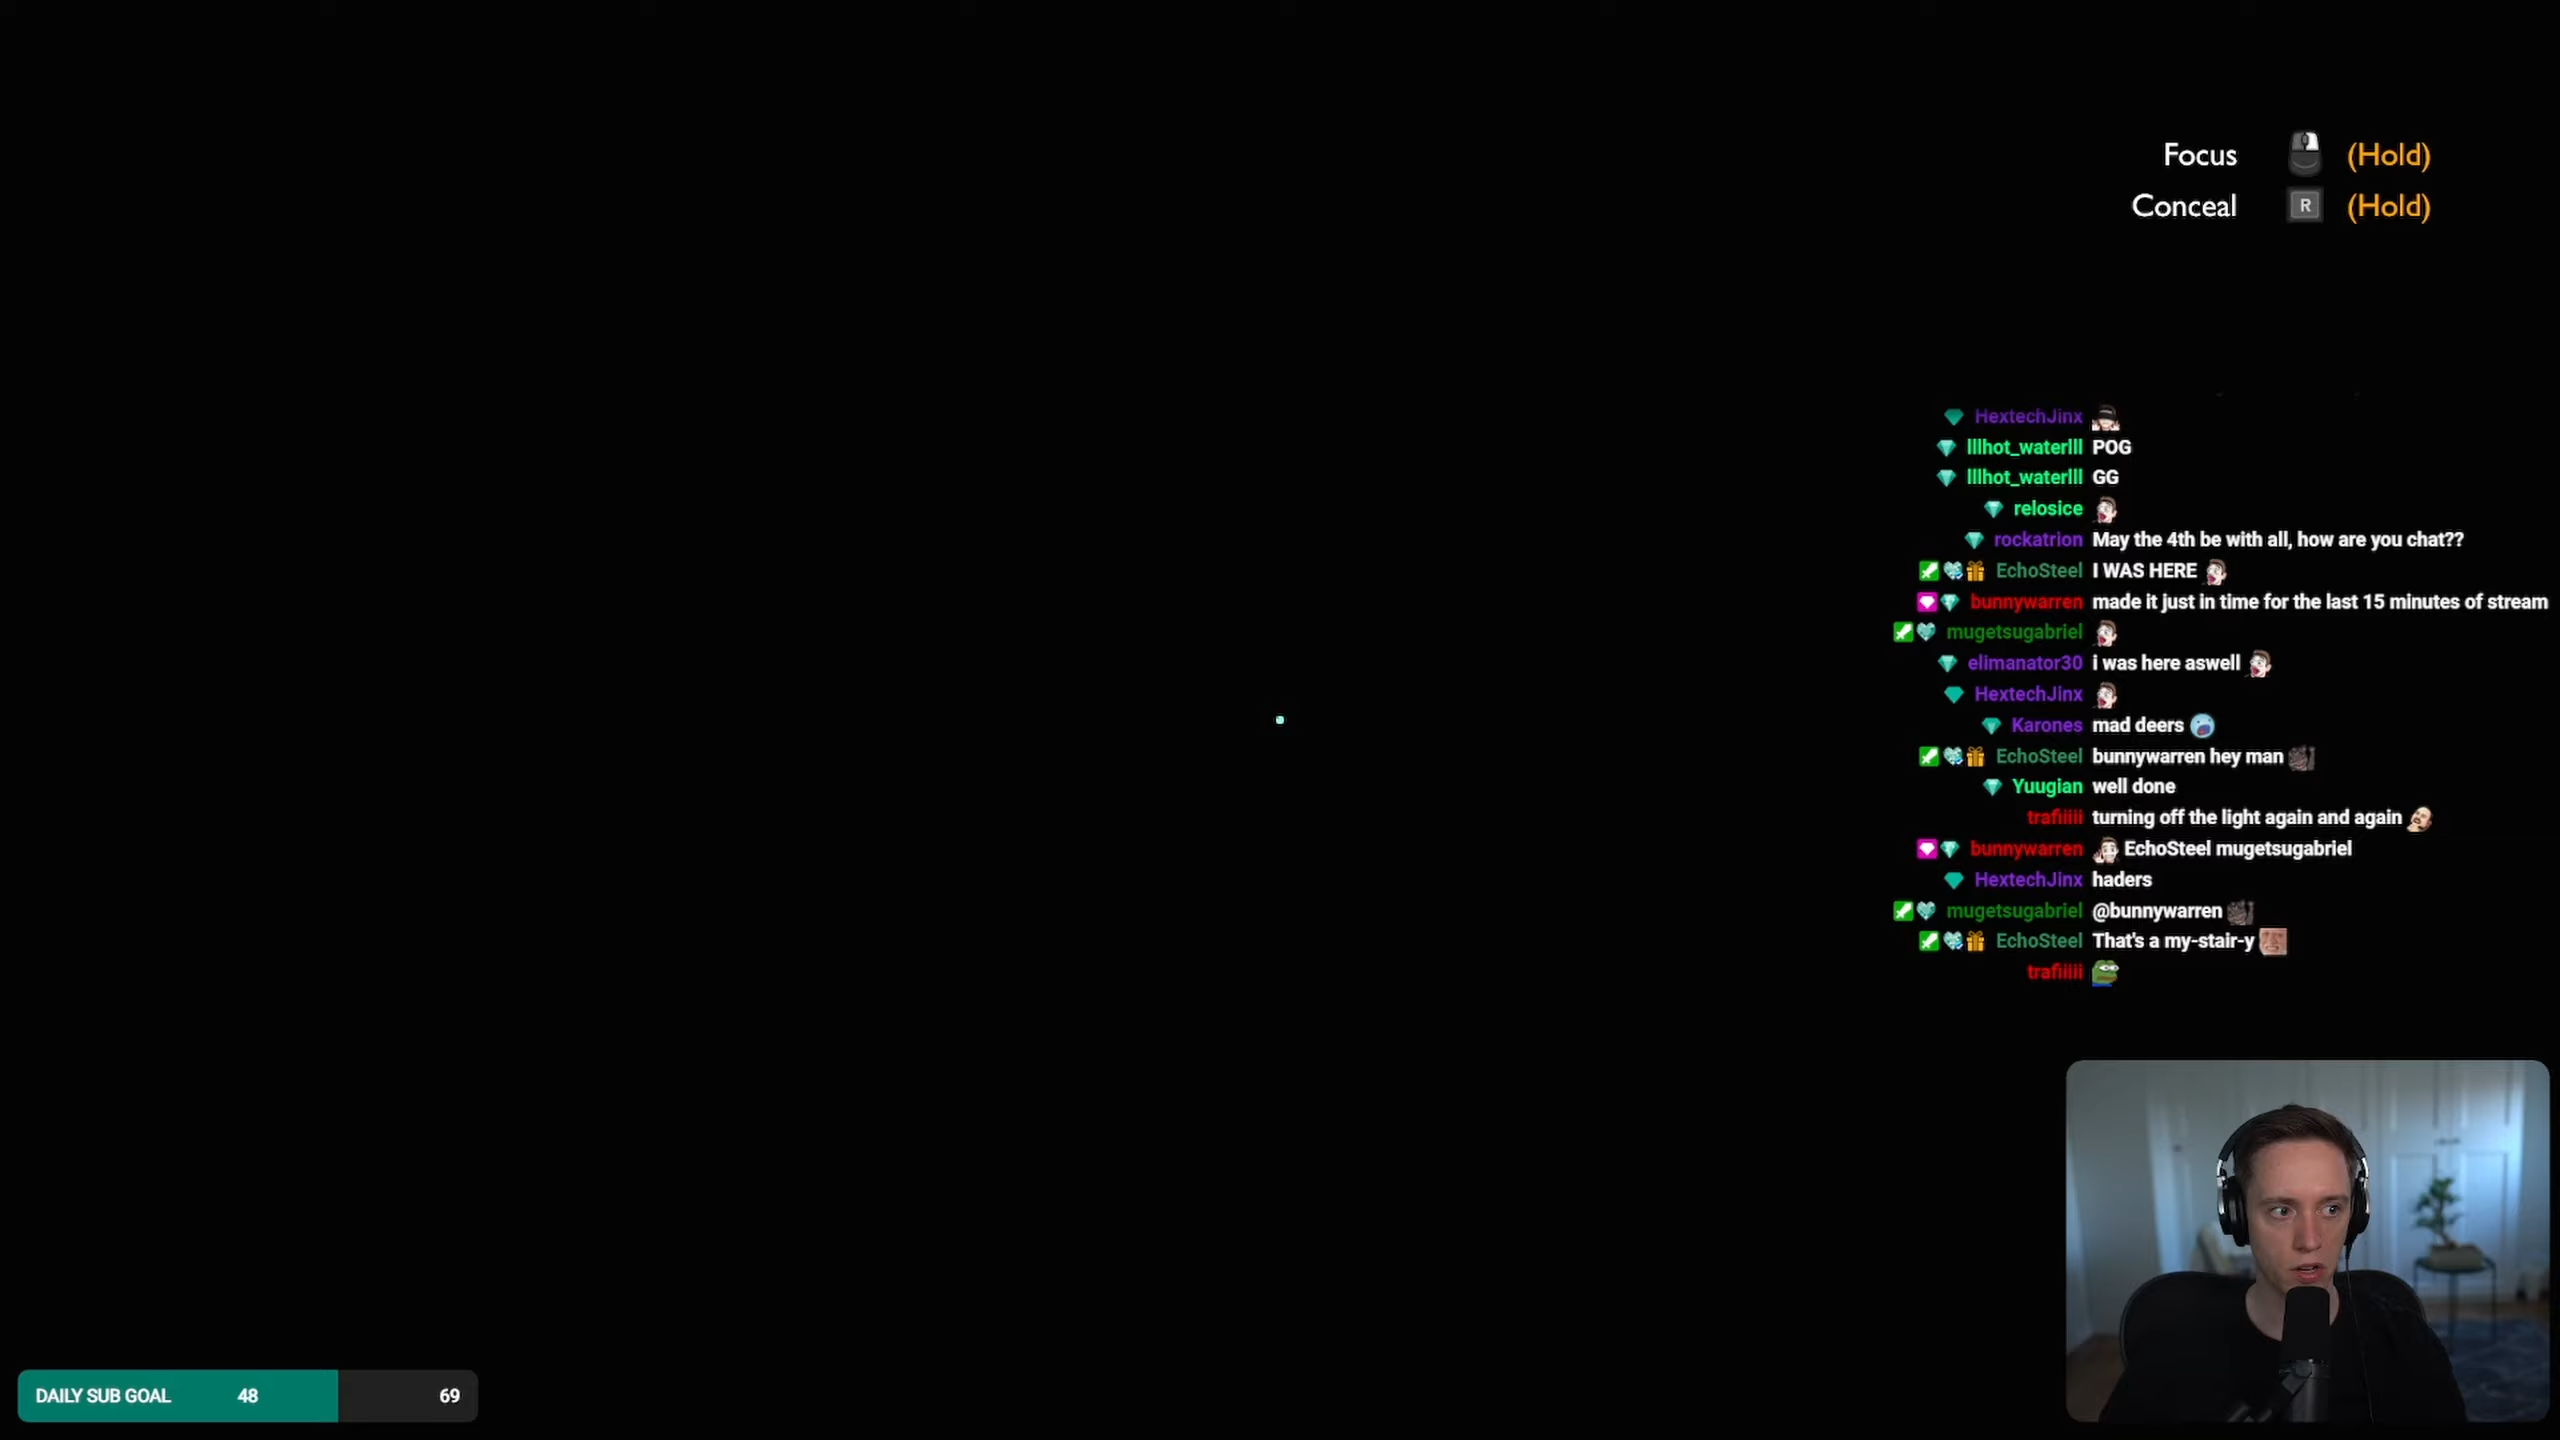 Focus (Hold)
Conceal R (Hold)
HextechJinx
lllhot_waterlll POG
lllhot_waterlll GG
relosice
rockatrion May the 4th be with all, how are you chat??
EchoSteel I WAS HERE
bunnywarren made it just in time for the last 15 minutes of stream
mugetsugabriel
elimanator30 i was here aswell
HextechJinx
Karones mad deers
EchoSteel bunnywarren hey man
Yuugian well done
trafiiiii turning off the light again and again
bunnywarren EchoSteel mugetsugabriel
HextechJinx haders
mugetsugabriel @bunnywarren
EchoSteel That's a my-stair-y
trafiiiii
DAILY SUB GOAL 48 69